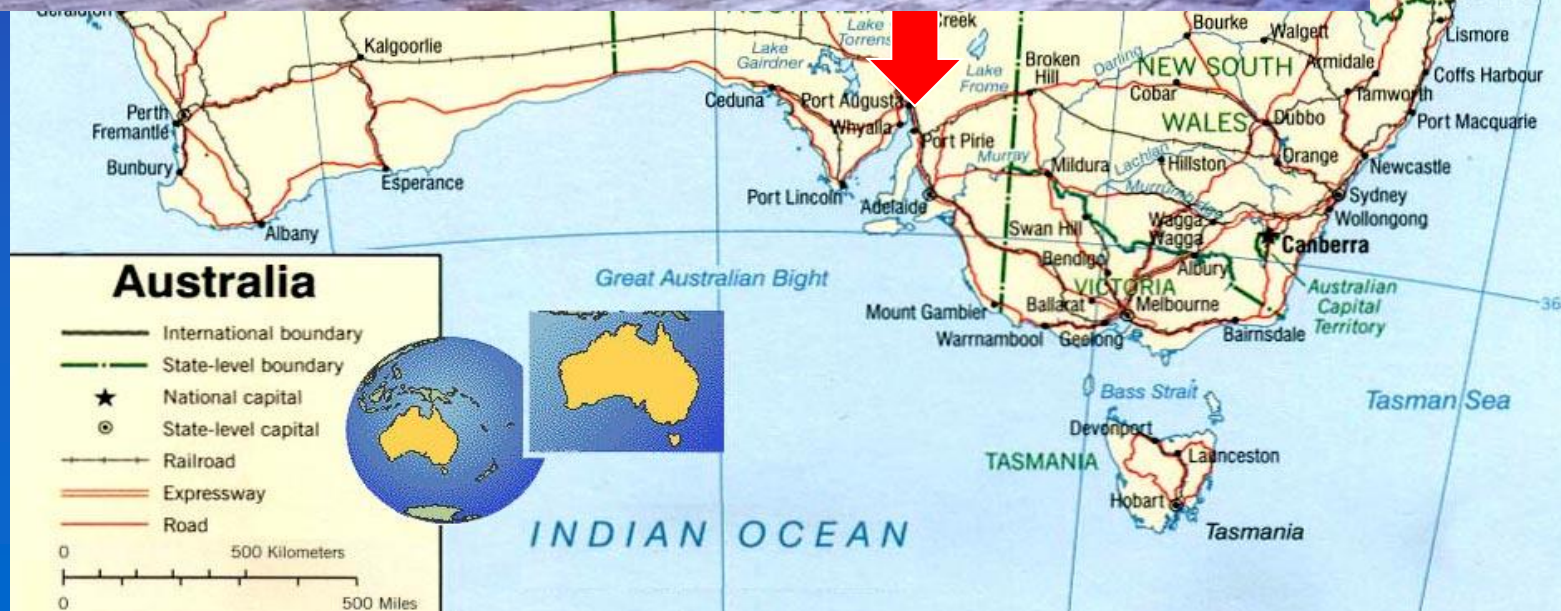 Geraldton
Kalgoorlie
Perth
Fremantle
Bunbury
Esperance
Albany
Lake
Torrens
Creek
Lake
Gairdner
Lake
Frome
Ceduna
Port Augusta
Whyalla
Port Pirie
Port Lincoln
Adelaide
Broken
Hill
Darling
Bourke
Walgett
Lismore
NEW SOUTH
WALES
Armidale
Coffs Harbour
Cobar
Tamworth
Dubbo
Port Macquarie
Murray
Mildura
Lachlan
Hillston
Orange
Newcastle
Murrumbidgee
Sydney
Wollongong
Swan Hill
Wagga
Wagga
Canberra
Bendigo
Albury
VICTORIA
Australian
Capital
Territory
36
Mount Gambier
Ballarat
Melbourne
Warrnambool
Geelong
Bairnsdale
Great Australian Bight
Bass Strait
Tasman Sea
Devonport
TASMANIA
Launceston
Hobart
Tasmania
INDIAN OCEAN
Australia
International boundary
State-level boundary
National capital
State-level capital
Railroad
Expressway
Road
0 500 Kilometers
0 500 Miles